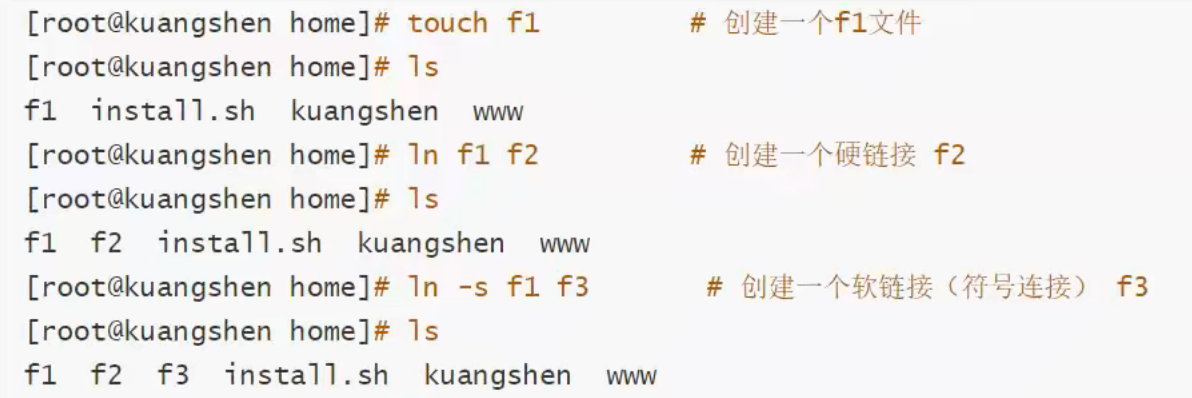 [root@kuangshen home]# touch f1 # 创建一个f1文件
[root@kuangshen home]# ls
f1 install.sh kuangshen www
[root@kuangshen home]# ln f1 f2 # 创建一个硬链接 f2
[root@kuangshen home]# ls
f1 f2 install.sh kuangshen www
[root@kuangshen home]# ln -s f1 f3 # 创建一个软链接（符号连接） f3
[root@kuangshen home]# ls
f1 f2 f3 install.sh kuangshen www